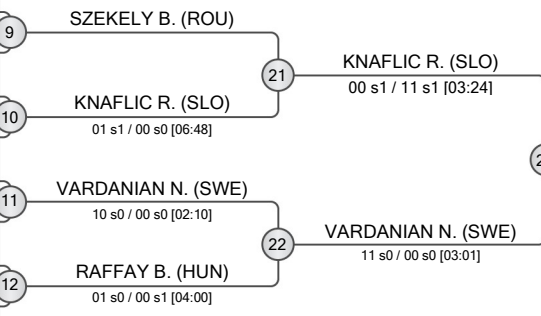 SZEKELY B. (ROU)
9
KNAFLIC R. (SLO)
21
00 s1 / 11 s1 [03:24]
KNAFLIC R. (SLO)
10
01 s1 / 00 s0 [06:48]
2
VARDANIAN N. (SWE)
11
10 s0 / 00 s0 [02:10]
VARDANIAN N. (SWE)
22
11 s0 / 00 s0 [03:01]
RAFFAY B. (HUN)
12
01 s0 / 00 s1 [04:00]